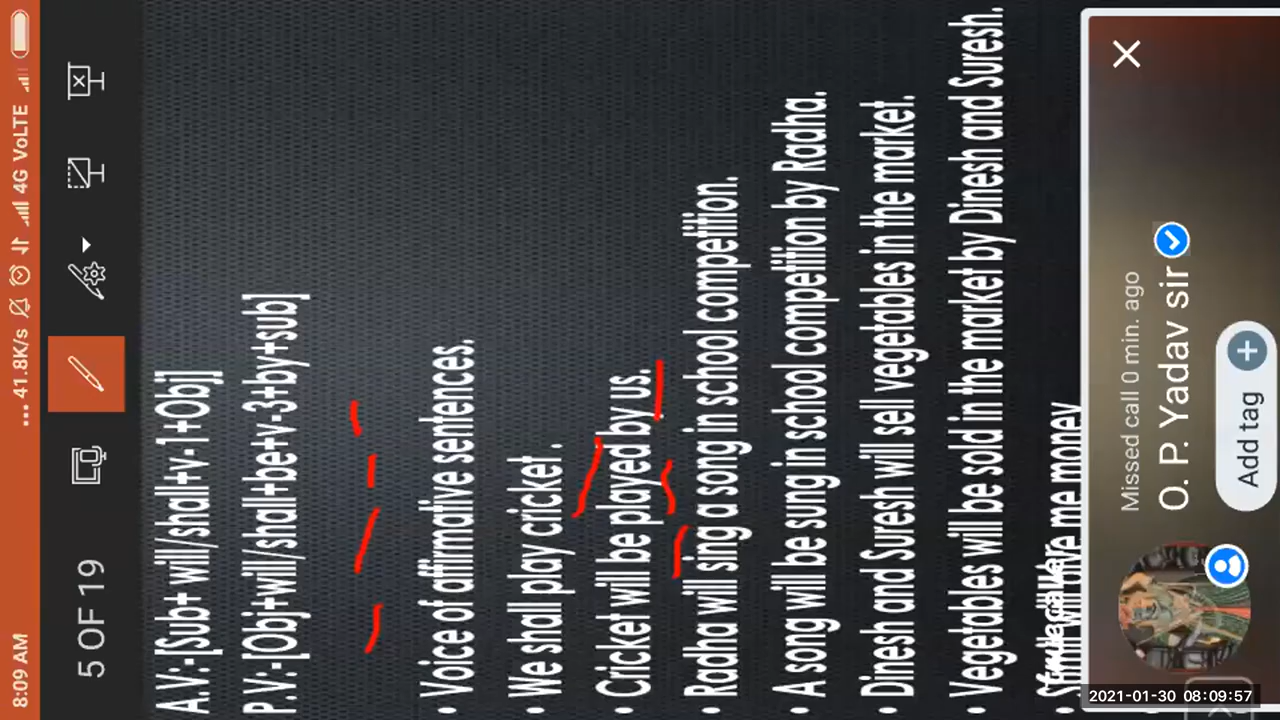 8:09 AM ... 41.8K/s 4G VoLTE
5 OF 19
A.V:-[Sub+ will/shall+v-1+Obj]
P.V:-[Obj+will/shall+be+v-3+by+sub]
• Voice of affirmative sentences.
• We shall play cricket .
• Cricket will be played by us.
• Radha will sing a song in school competition.
• A song will be sung in school competition by Radha.
• Dinesh and Suresh will sell vegetables in the market.
• Vegetables will be sold in the market by Dinesh and Suresh.
will give me money
Missed call 0 min. ago
O. P. Yadav sir
Add tag
2021-01-30 08:09:57